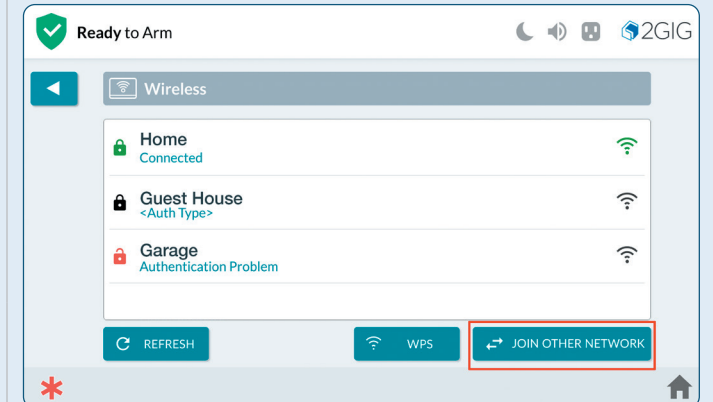 Ready to Arm
2GIG
Wireless
Home
Connected
Guest House
<Auth Type>
Garage
Authentication Problem
REFRESH
WPS
JOIN OTHER NETWORK